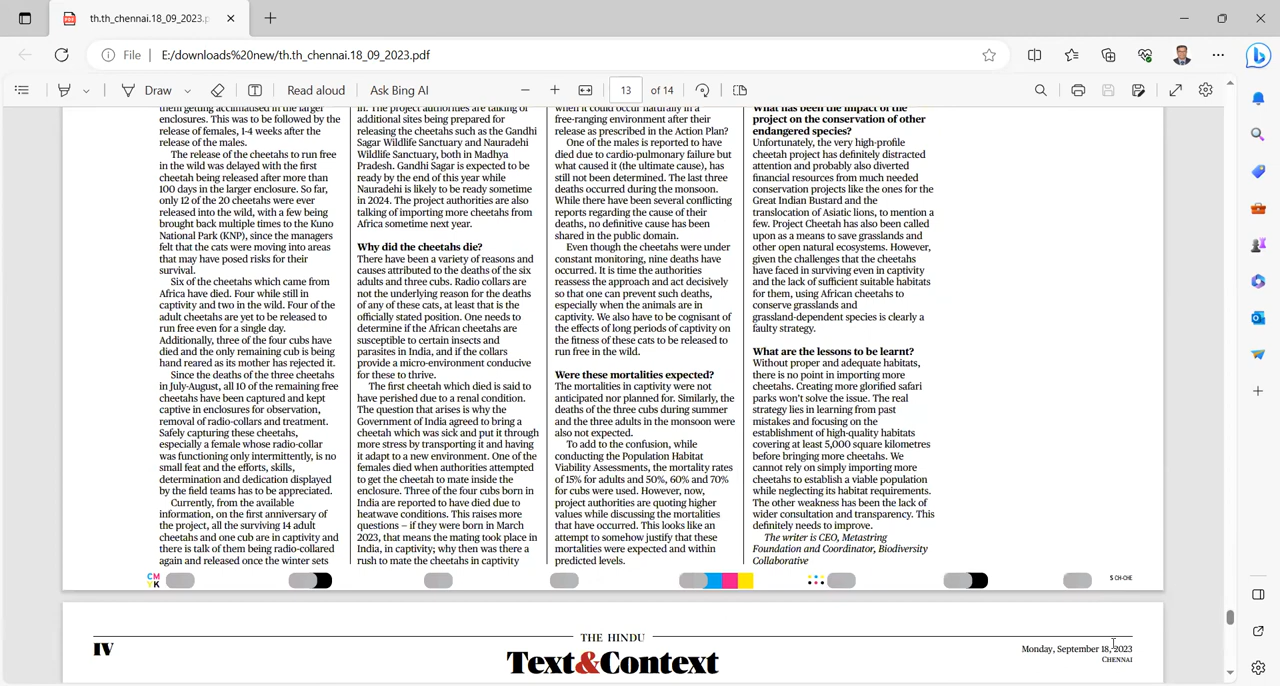 th.th_chennai.18_09_2023.p
File
E:/downloads%20new/th.th_chennai.18_09_2023.pdf
Draw
Read aloud
Ask Bing AI
13
of 14
them getting acclimatised in the larger
enclosures. This was to be followed by the
release of females, 1-4 weeks after the
release of the males.
The release of the cheetahs to run free
in the wild was delayed with the first
cheetah being released after more than
100 days in the larger enclosure. So far,
only 12 of the 20 cheetahs were ever
released into the wild, with a few being
brought back multiple times to the Kuno
National Park (KNP), since the managers
felt that the cats were moving into areas
that may have posed risks for their
survival.
Six of the cheetahs which came from
Africa have died. Four while still in
captivity and two in the wild. Four of the
adult cheetahs are yet to be released to
run free even for a single day.
Additionally, three of the four cubs have
died and the only remaining cub is being
hand reared as its mother has rejected it.
Since the deaths of the three cheetahs
in July-August, all 10 of the remaining free
cheetahs have been captured and kept
captive in enclosures for observation,
removal of radio-collars and treatment.
Safely capturing these cheetahs,
especially a female whose radio-collar
was functioning only intermittently, is no
small feat and the efforts, skills,
determination and dedication displayed
by the field teams has to be appreciated.
Currently, from the available
information, on the first anniversary of
the project, all the surviving 14 adult
cheetahs and one cub are in captivity and
there is talk of them being radio-collared
again and released once the winter sets
in. The project authorities are talking of
additional sites being prepared for
releasing the cheetahs such as the Gandhi
Sagar Wildlife Sanctuary and Nauradehi
Wildlife Sanctuary, both in Madhya
Pradesh. Gandhi Sagar is expected to be
ready by the end of this year while
Nauradehi is likely to be ready sometime
in 2024. The project authorities are also
talking of importing more cheetahs from
Africa sometime next year.
Why did the cheetahs die?
There have been a variety of reasons and
causes attributed to the deaths of the six
adults and three cubs. Radio collars are
not the underlying reason for the deaths
of any of these cats, at least that is the
officially stated position. One needs to
determine if the African cheetahs are
susceptible to certain insects and
parasites in India, and if the collars
provide a micro-environment conducive
for these to thrive.
The first cheetah which died is said to
have perished due to a renal condition.
The question that arises is why the
Government of India agreed to bring a
cheetah which was sick and put it through
more stress by transporting it and having
it adapt to a new environment. One of the
females died when authorities attempted
to get the cheetah to mate inside the
enclosure. Three of the four cubs born in
India are reported to have died due to
heatwave conditions. This raises more
questions — if they were born in March
2023, that means the mating took place in
India, in captivity; why then was there a
rush to mate the cheetahs in captivity
when it could occur naturally in a
free-ranging environment after their
release as prescribed in the Action Plan?
One of the males is reported to have
died due to cardio-pulmonary failure but
what caused it (the ultimate cause), has
still not been determined. The last three
deaths occurred during the monsoon.
While there have been several conflicting
reports regarding the cause of their
deaths, no definitive cause has been
shared in the public domain.
Even though the cheetahs were under
constant monitoring, nine deaths have
occurred. It is time the authorities
reassess the approach and act decisively
so that one can prevent such deaths,
especially when the animals are in
captivity. We also have to be cognisant of
the effects of long periods of captivity on
the fitness of these cats to be released to
run free in the wild.
Were these mortalities expected?
The mortalities in captivity were not
anticipated nor planned for. Similarly, the
deaths of the three cubs during summer
and the three adults in the monsoon were
also not expected.
To add to the confusion, while
conducting the Population Habitat
Viability Assessments, the mortality rates
of 15% for adults and 50%, 60% and 70%
for cubs were used. However, now,
project authorities are quoting higher
values while discussing the mortalities
that have occurred. This looks like an
attempt to somehow justify that these
mortalities were expected and within
predicted levels.
What has been the impact of the
project on the conservation of other
endangered species?
Unfortunately, the very high-profile
cheetah project has definitely distracted
attention and probably also diverted
financial resources from much needed
conservation projects like the ones for the
Great Indian Bustard and the
translocation of Asiatic lions, to mention a
few. Project Cheetah has also been called
upon as a means to save grasslands and
other open natural ecosystems. However,
given the challenges that the cheetahs
have faced in surviving even in captivity
and the lack of sufficient suitable habitats
for them, using African cheetahs to
conserve grasslands and
grassland-dependent species is clearly a
faulty strategy.
What are the lessons to be learnt?
Without proper and adequate habitats,
there is no point in importing more
cheetahs. Creating more glorified safari
parks won't solve the issue. The real
strategy lies in learning from past
mistakes and focusing on the
establishment of high-quality habitats
covering at least 5,000 square kilometres
before bringing more cheetahs. We
cannot rely on simply importing more
cheetahs to establish a viable population
while neglecting its habitat requirements.
The other weakness has been the lack of
wider consultation and transparency. This
definitely needs to improve.
The writer is CEO, Metastring
Foundation and Coordinator, Biodiversity
Collaborative
CM
YK
S CH-CHE
IV
THE HINDU
Text&Context
Monday, September 18, 2023
CHENNAI